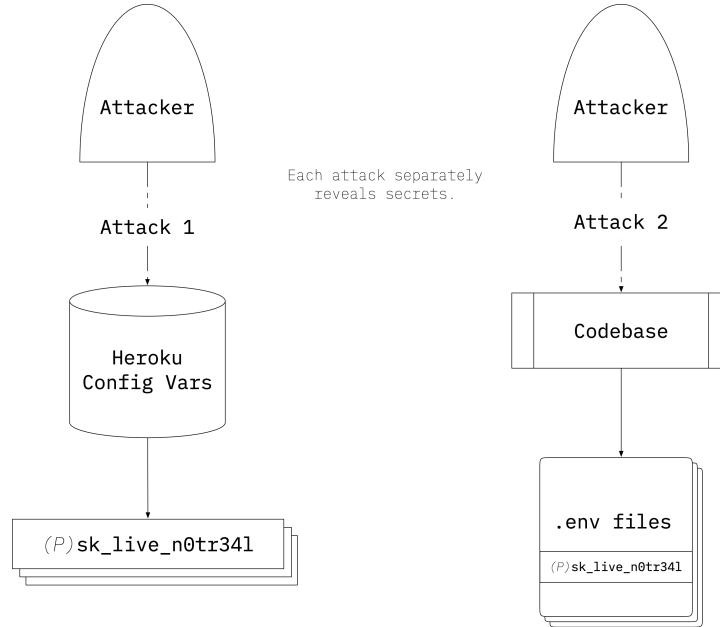 Attacker
Attacker
Each attack separately
reveals secrets.
Attack 1
Attack 2
Heroku
Config Vars
Codebase
(P)sk_live_n0tr34l
.env files
(P)sk_live_n0tr34l